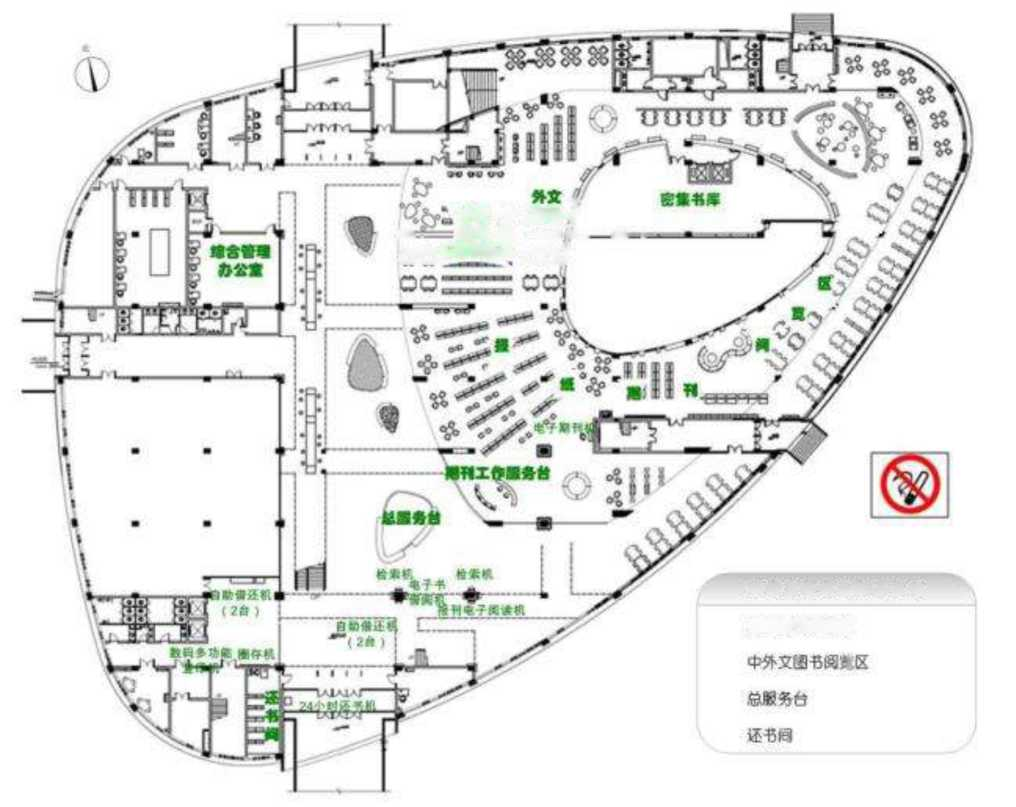 北
外文
密集书库
综合管理
办公室
区
览
阅
报
纸
期
刊
电子期刊机
期刊工作服务台
总服务台
检索机
检索机
电子书
借阅机
报刊电子阅读机
自助借还机
（2台）
自助借还机
（2台）
数码多功能
圈存机
还
书
间
24小时还书机
中外文图书阅览区
总服务台
还书间